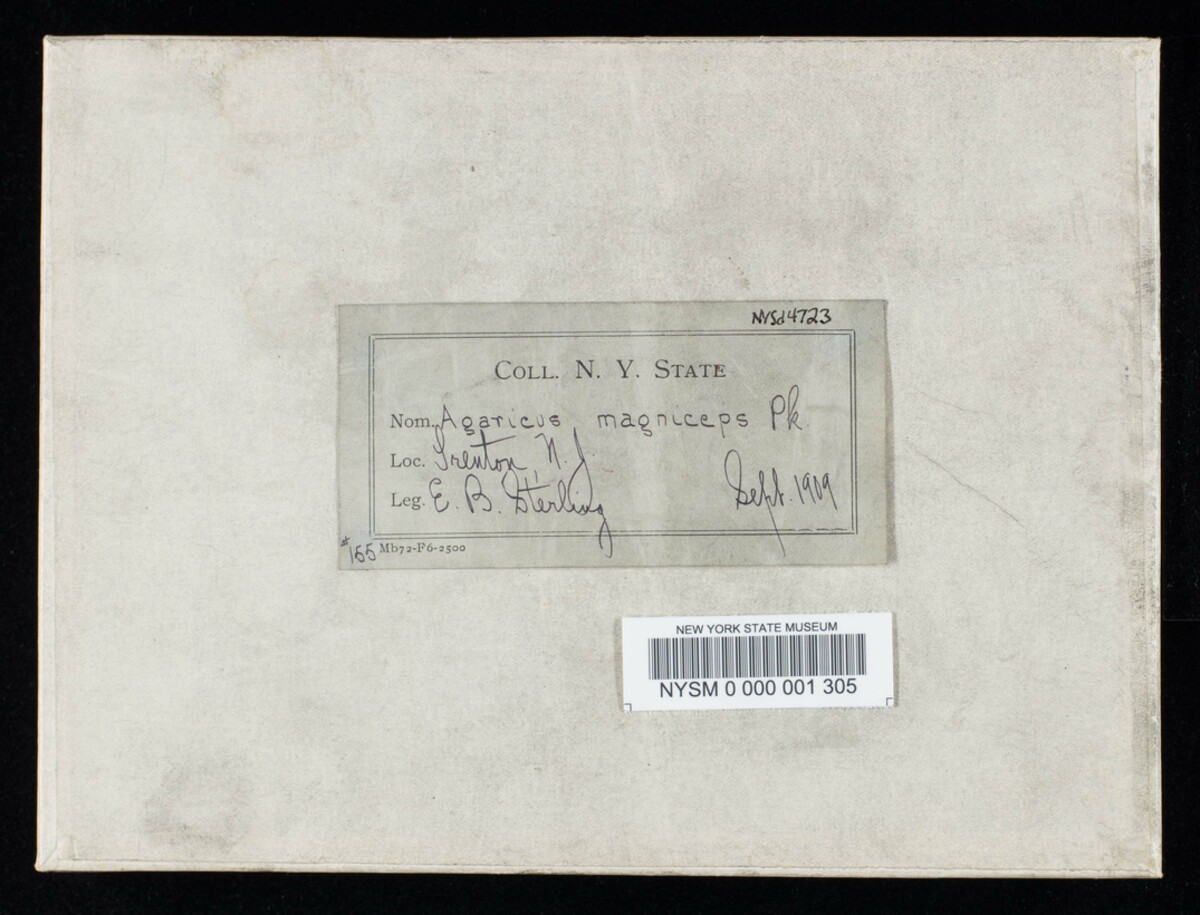 NYSd4723
COLL. N. Y. STATE
Nom. Agaricus magniceps Pk.
Loc. Trenton, N. J.
Leg. E. B. Sterling Sept. 1909
#155 Mb72-F6-2500
NEW YORK STATE MUSEUM
NYSM 0 000 001 305